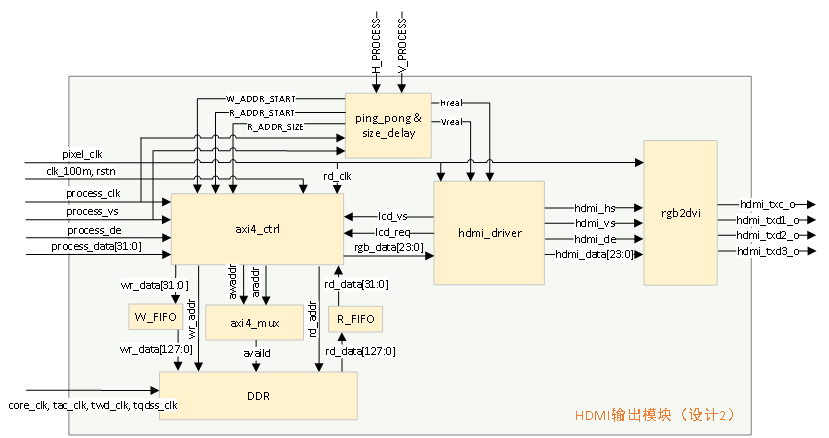 H_PROCESS
V_PROCESS
W_ADDR_START
R_ADDR_START
R_ADDR_SIZE
ping_pong &
size_delay
Hreal
Vreal
pixel_clk
clk_100m, rstn
rd_clk
process_clk
process_vs
process_de
process_data[31:0]
axi4_ctrl
lcd_vs
lcd_req
rgb_data[23:0]
hdmi_driver
hdmi_hs
hdmi_vs
hdmi_de
hdmi_data[23:0]
rgb2dvi
hdmi_txc_o
hdmi_txd1_o
hdmi_txd2_o
hdmi_txd3_o
wr_data[31:0]
wr_addr
awaddr
araddr
rd_addr
rd_data[31:0]
W_FIFO
axi4_mux
R_FIFO
wr_data[127:0]
availd
rd_data[127:0]
DDR
core_clk, tac_clk, twd_clk, tqdss_clk
HDMI输出模块（设计2）